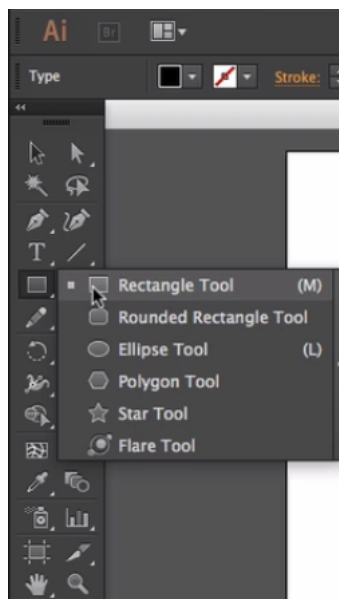 Ai Br
Type Stroke:
T
Rectangle Tool (M)
Rounded Rectangle Tool
Ellipse Tool (L)
Polygon Tool
Star Tool
Flare Tool